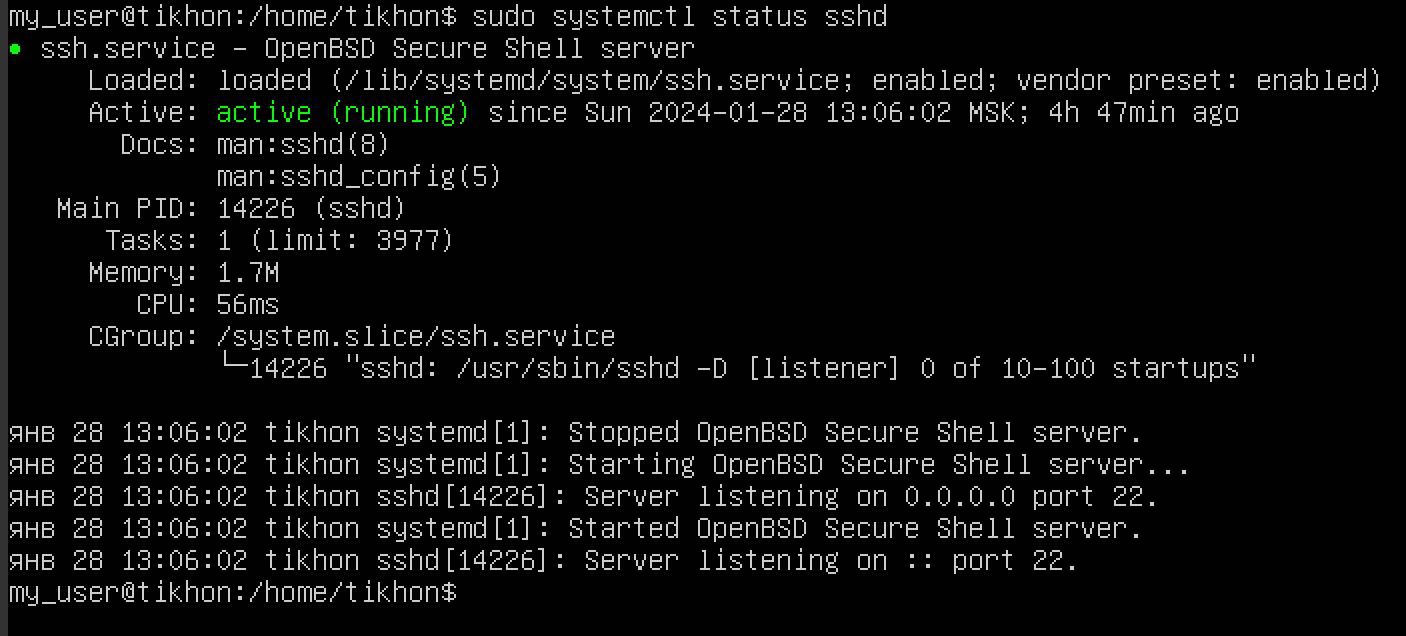 my_user@tikhon:/home/tikhon$ sudo systemctl status sshd
● ssh.service - OpenBSD Secure Shell server
Loaded: loaded (/lib/systemd/system/ssh.service; enabled; vendor preset: enabled)
Active: active (running) since Sun 2024-01-28 13:06:02 MSK; 4h 47min ago
Docs: man:sshd(8)
man:sshd_config(5)
Main PID: 14226 (sshd)
Tasks: 1 (limit: 3977)
Memory: 1.7M
CPU: 56ms
CGroup: /system.slice/ssh.service
└─14226 "sshd: /usr/sbin/sshd -D [listener] 0 of 10-100 startups"
янв 28 13:06:02 tikhon systemd[1]: Stopped OpenBSD Secure Shell server.
янв 28 13:06:02 tikhon systemd[1]: Starting OpenBSD Secure Shell server...
янв 28 13:06:02 tikhon sshd[14226]: Server listening on 0.0.0.0 port 22.
янв 28 13:06:02 tikhon systemd[1]: Started OpenBSD Secure Shell server.
янв 28 13:06:02 tikhon sshd[14226]: Server listening on :: port 22.
my_user@tikhon:/home/tikhon$